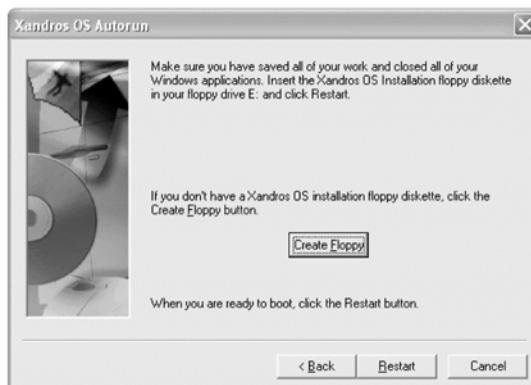 Xandros OS Autorun
Make sure you have saved all of your work and closed all of your
Windows applications. Insert the Xandros OS Installation floppy diskette
in your floppy drive E: and click Restart.
If you don't have a Xandros OS installation floppy diskette, click the
Create Floppy button.
Create Floppy
When you are ready to boot, click the Restart button.
< Back Restart Cancel